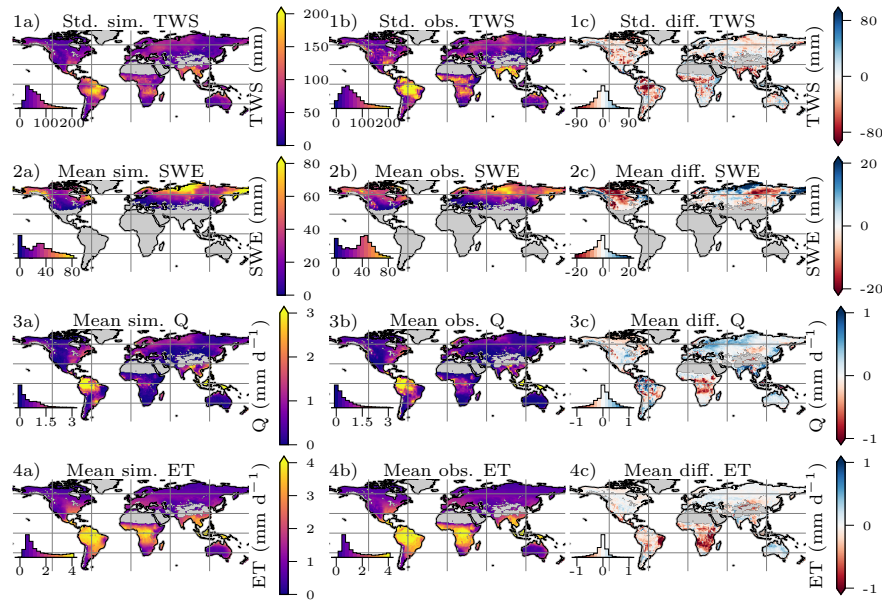 1a) Std. sim. TWS
1b) Std. obs. TWS
1c) Std. diff. TWS
0 100 200
0 100 200
-90 90
200
150
100
50
0
TWS (mm)
80
0
-80
TWS (mm)
2a) Mean sim. SWE
2b) Mean obs. SWE
2c) Mean diff. SWE
0 40 80
0 40 80
-20 20
80
60
40
20
0
SWE (mm)
20
0
-20
SWE (mm)
3a) Mean sim. Q
3b) Mean obs. Q
3c) Mean diff. Q
0 1.5 3
0 1.5 3
-1 1
3
2
1
0
Q (mm d⁻¹)
1
0
-1
Q (mm d⁻¹)
4a) Mean sim. ET
4b) Mean obs. ET
4c) Mean diff. ET
0 2 4
0 2 4
-1 1
4
3
2
1
0
ET (mm d⁻¹)
1
0
-1
ET (mm d⁻¹)